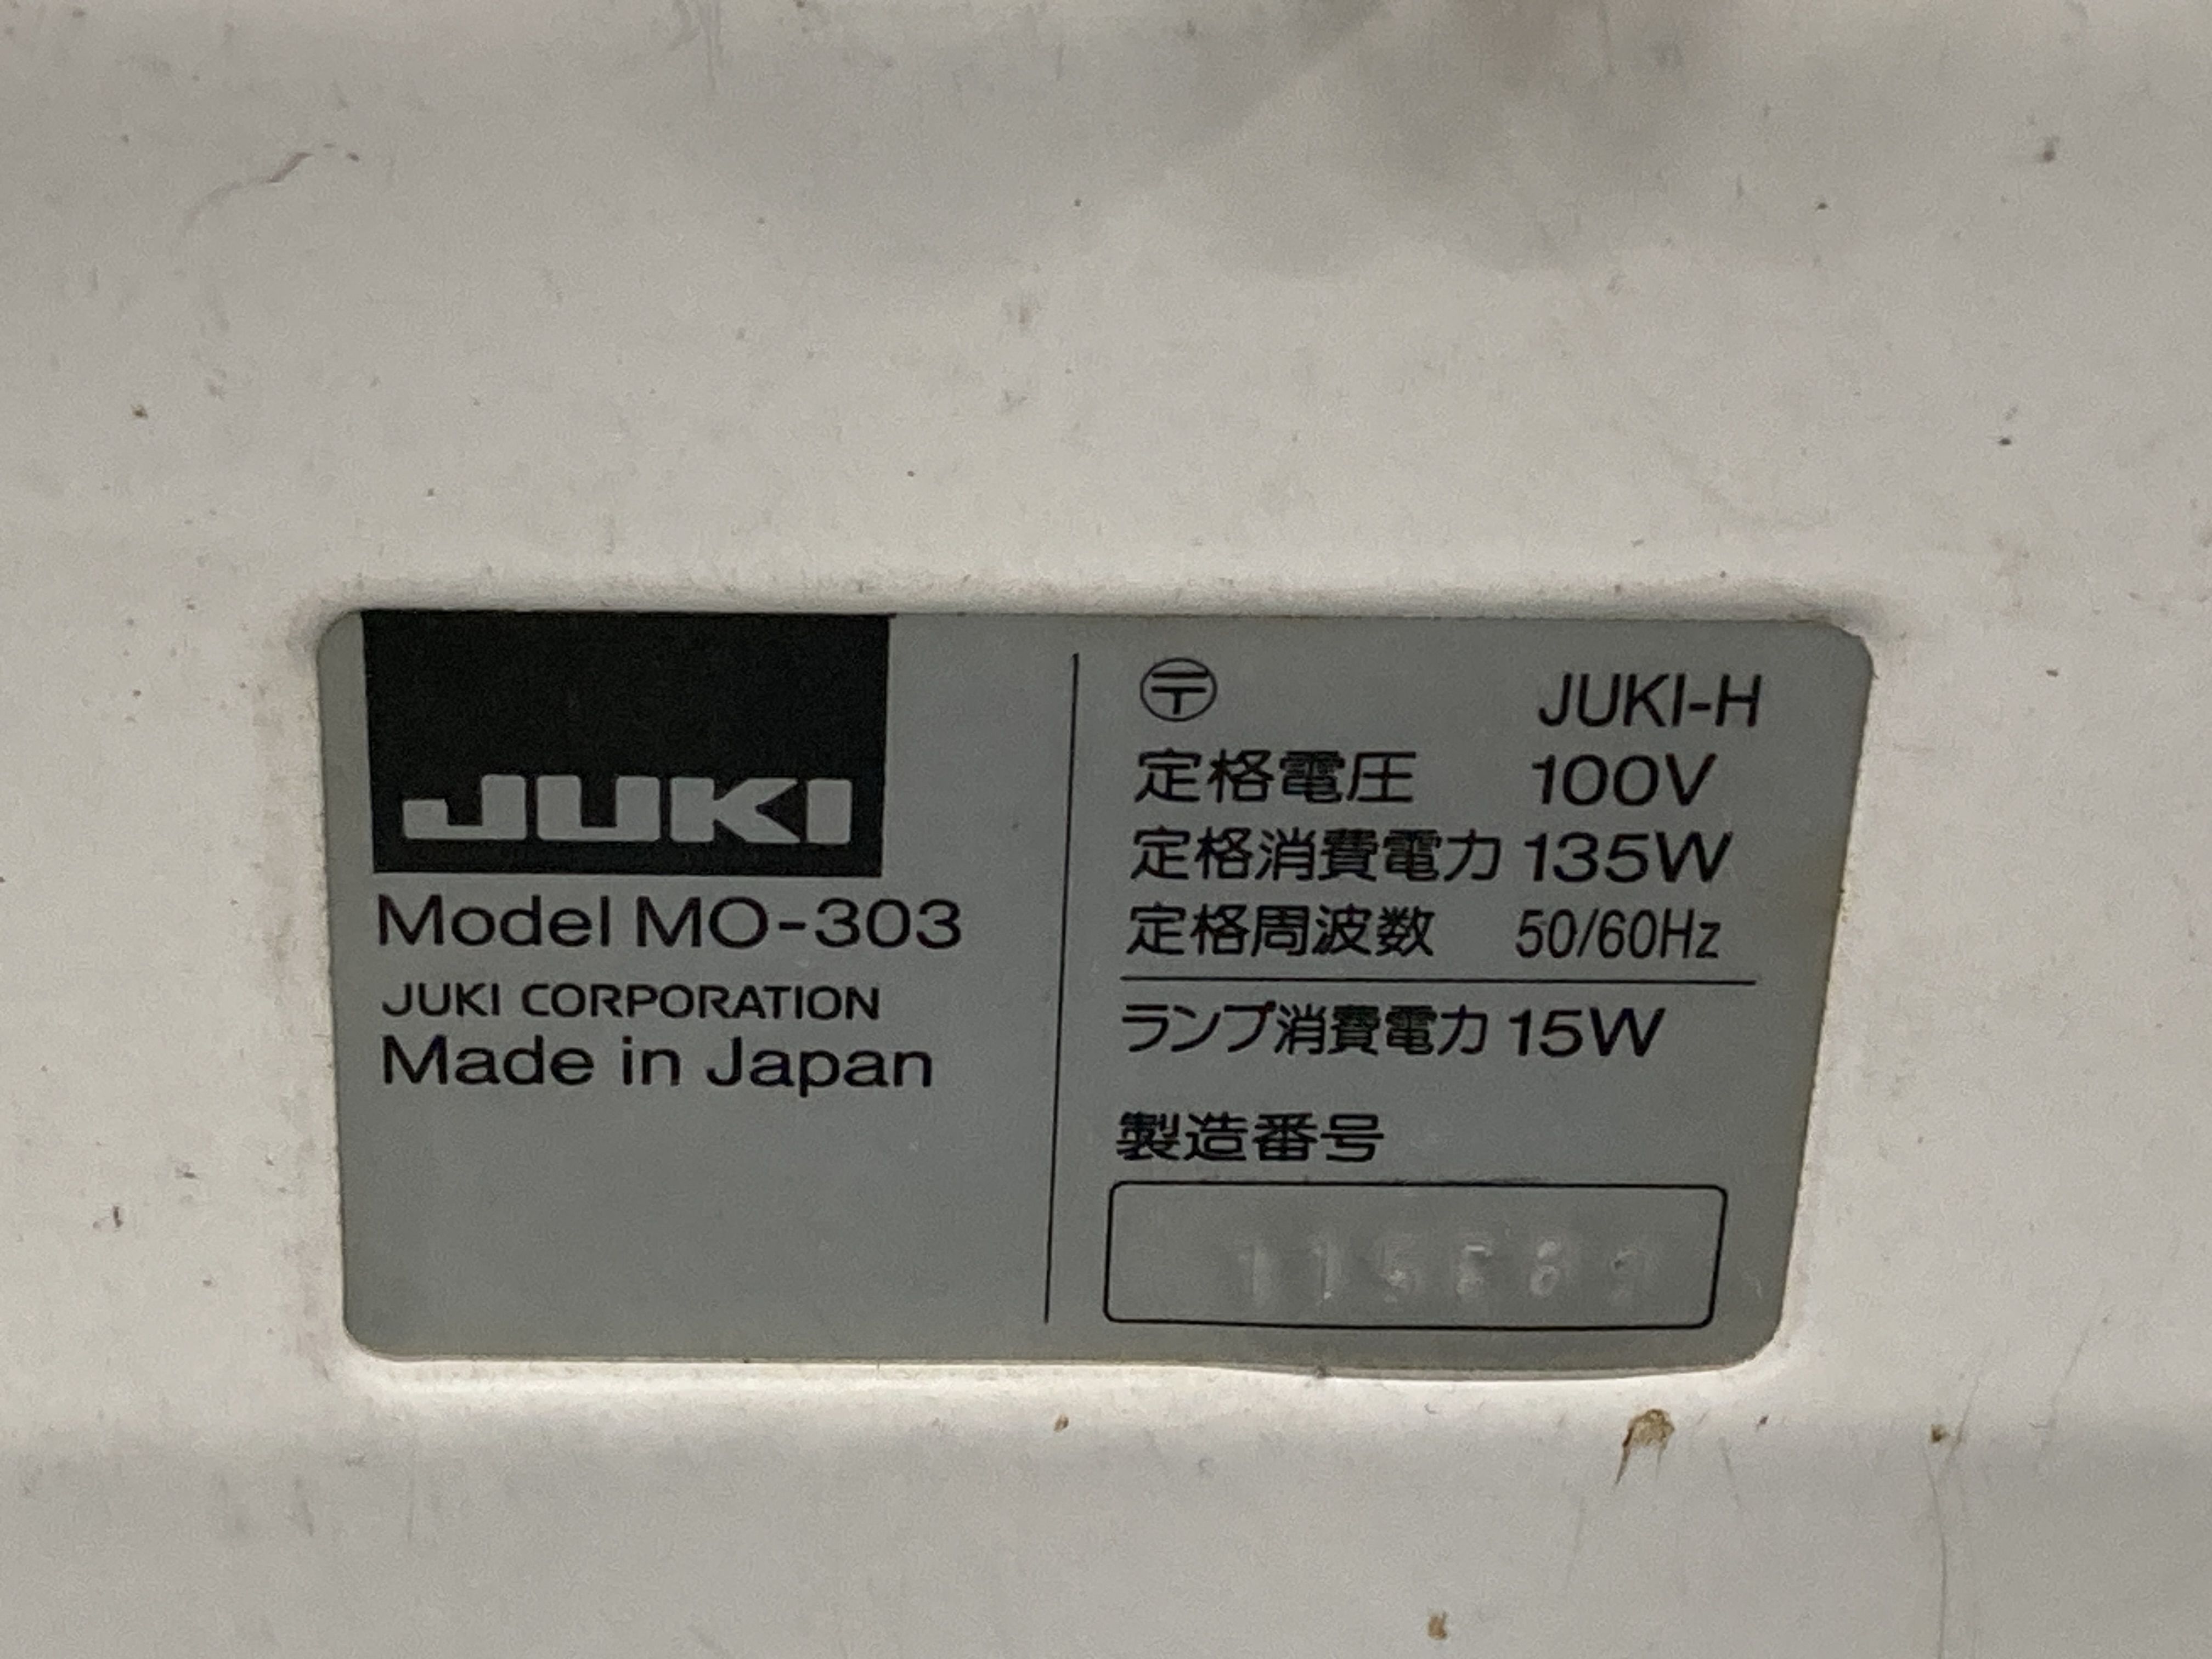 JUKI
Model MO-303
JUKI CORPORATION
Made in Japan
〶 JUKI-H
定格電圧 100V
定格消費電力 135W
定格周波数 50/60Hz
ランプ消費電力 15W
製造番号